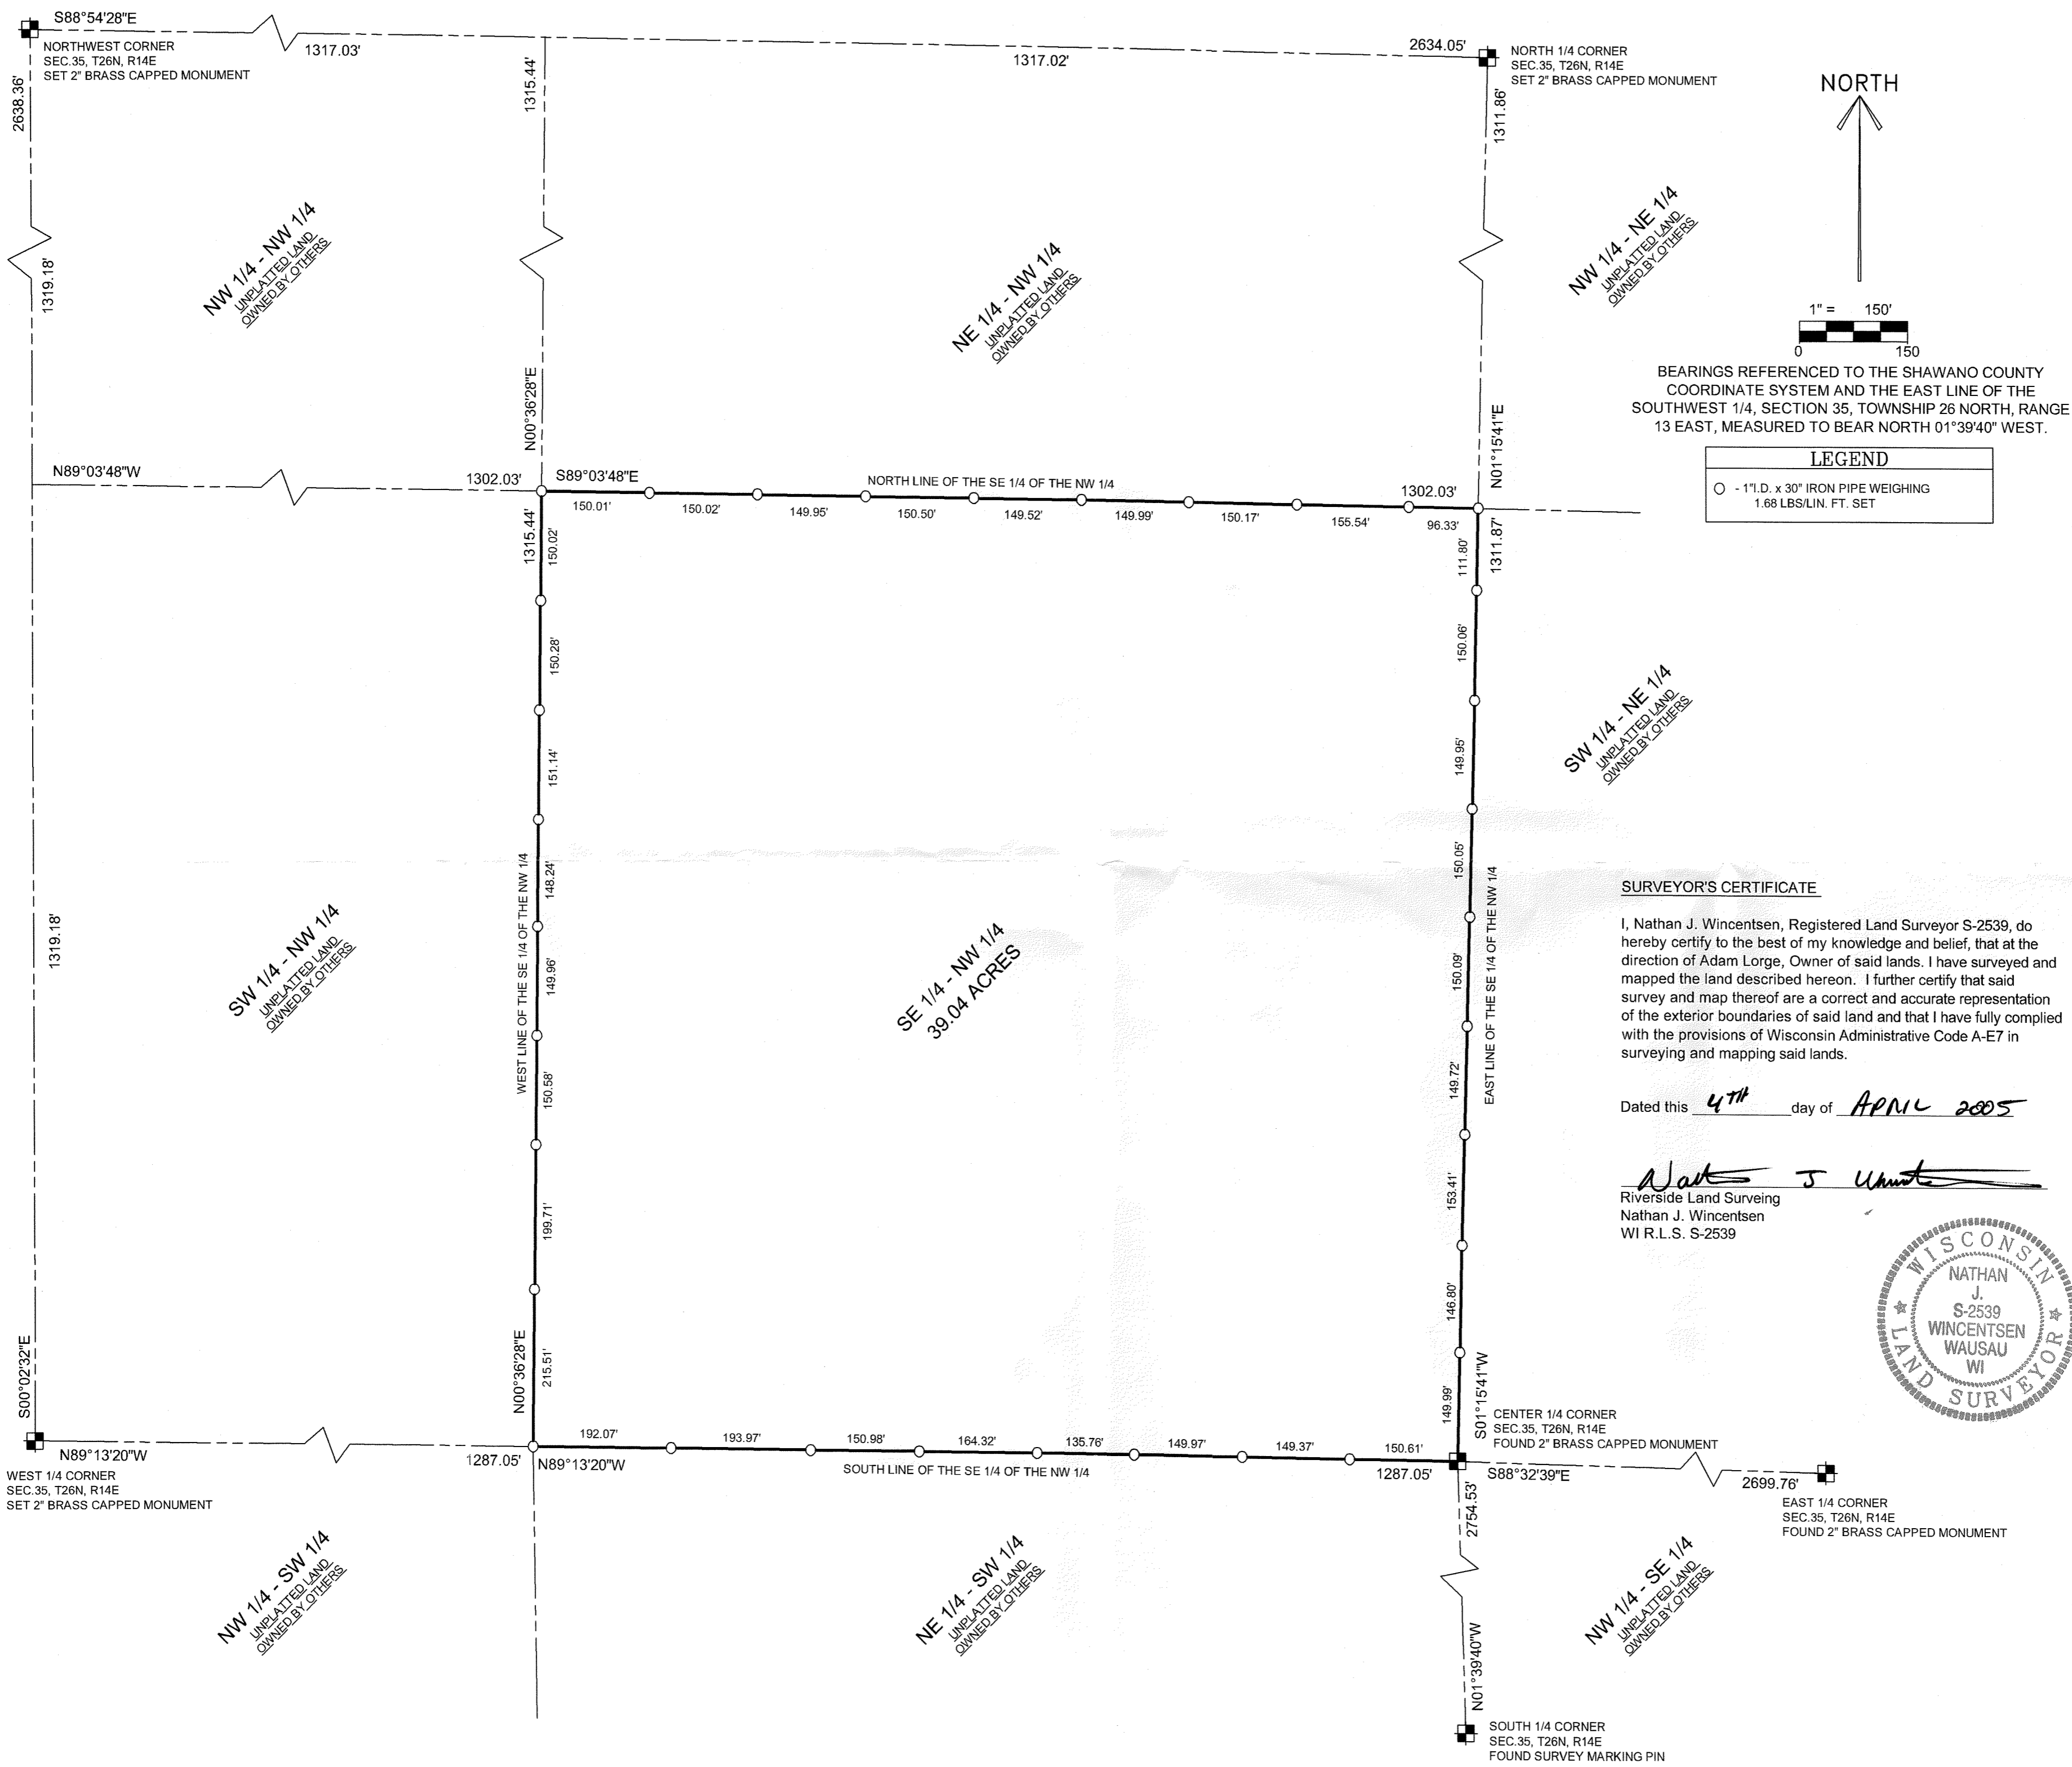 S88°54'28"E
1317.03'
1317.02'
2634.05'
NORTHWEST CORNER
SEC.35, T26N, R14E
SET 2" BRASS CAPPED MONUMENT
NORTH 1/4 CORNER
SEC.35, T26N, R14E
SET 2" BRASS CAPPED MONUMENT
2638.36'
1315.44'
1311.86'
NORTH
1319.18'
NW 1/4 - NW 1/4
UNPLATTED LAND
OWNED BY OTHERS
NE 1/4 - NW 1/4
UNPLATTED LAND
OWNED BY OTHERS
NW 1/4 - NE 1/4
UNPLATTED LAND
OWNED BY OTHERS
1" = 150'
0 150
BEARINGS REFERENCED TO THE SHAWANO COUNTY
COORDINATE SYSTEM AND THE EAST LINE OF THE
SOUTHWEST 1/4, SECTION 35, TOWNSHIP 26 NORTH, RANGE
13 EAST, MEASURED TO BEAR NORTH 01°39'40" WEST.
LEGEND
- 1"I.D. x 30" IRON PIPE WEIGHING
1.68 LBS/LIN. FT. SET
N00°36'28"E
N01°15'41"E
N89°03'48"W
1302.03'
S89°03'48"E
NORTH LINE OF THE SE 1/4 OF THE NW 1/4
1302.03'
150.01'
150.02'
149.95'
150.50'
149.52'
149.99'
150.17'
155.54'
96.33'
1315.44'
150.02'
150.28'
151.14'
148.24'
149.96'
150.58'
199.71'
215.51'
WEST LINE OF THE SE 1/4 OF THE NW 1/4
N00°36'28"E
1311.87'
111.80'
150.06'
149.95'
150.05'
150.09'
149.72'
153.41'
146.80'
149.99'
EAST LINE OF THE SE 1/4 OF THE NW 1/4
S01°15'41"W
SW 1/4 - NE 1/4
UNPLATTED LAND
OWNED BY OTHERS
1319.18'
SW 1/4 - NW 1/4
UNPLATTED LAND
OWNED BY OTHERS
SE 1/4 - NW 1/4
39.04 ACRES
SURVEYOR'S CERTIFICATE
I, Nathan J. Wincentsen, Registered Land Surveyor S-2539, do
hereby certify to the best of my knowledge and belief, that at the
direction of Adam Lorge, Owner of said lands. I have surveyed and
mapped the land described hereon. I further certify that said
survey and map thereof are a correct and accurate representation
of the exterior boundaries of said land and that I have fully complied
with the provisions of Wisconsin Administrative Code A-E7 in
surveying and mapping said lands.
Dated this 4TH day of APRIL 2005
Riverside Land Surveing
Nathan J. Wincentsen
WI R.L.S. S-2539
WISCONSIN
NATHAN
J.
S-2539
WINCENTSEN
WAUSAU
WI
LAND SURVEYOR
S00°02'32"E
N89°13'20"W
WEST 1/4 CORNER
SEC.35, T26N, R14E
SET 2" BRASS CAPPED MONUMENT
1287.05'
N89°13'20"W
192.07'
193.97'
150.98'
164.32'
135.76'
149.97'
149.37'
150.61'
SOUTH LINE OF THE SE 1/4 OF THE NW 1/4
1287.05'
CENTER 1/4 CORNER
SEC.35, T26N, R14E
FOUND 2" BRASS CAPPED MONUMENT
S88°32'39"E
2699.76'
EAST 1/4 CORNER
SEC.35, T26N, R14E
FOUND 2" BRASS CAPPED MONUMENT
2754.53'
NW 1/4 - SW 1/4
UNPLATTED LAND
OWNED BY OTHERS
NE 1/4 - SW 1/4
UNPLATTED LAND
OWNED BY OTHERS
NW 1/4 - SE 1/4
UNPLATTED LAND
OWNED BY OTHERS
N01°39'40"W
SOUTH 1/4 CORNER
SEC.35, T26N, R14E
FOUND SURVEY MARKING PIN